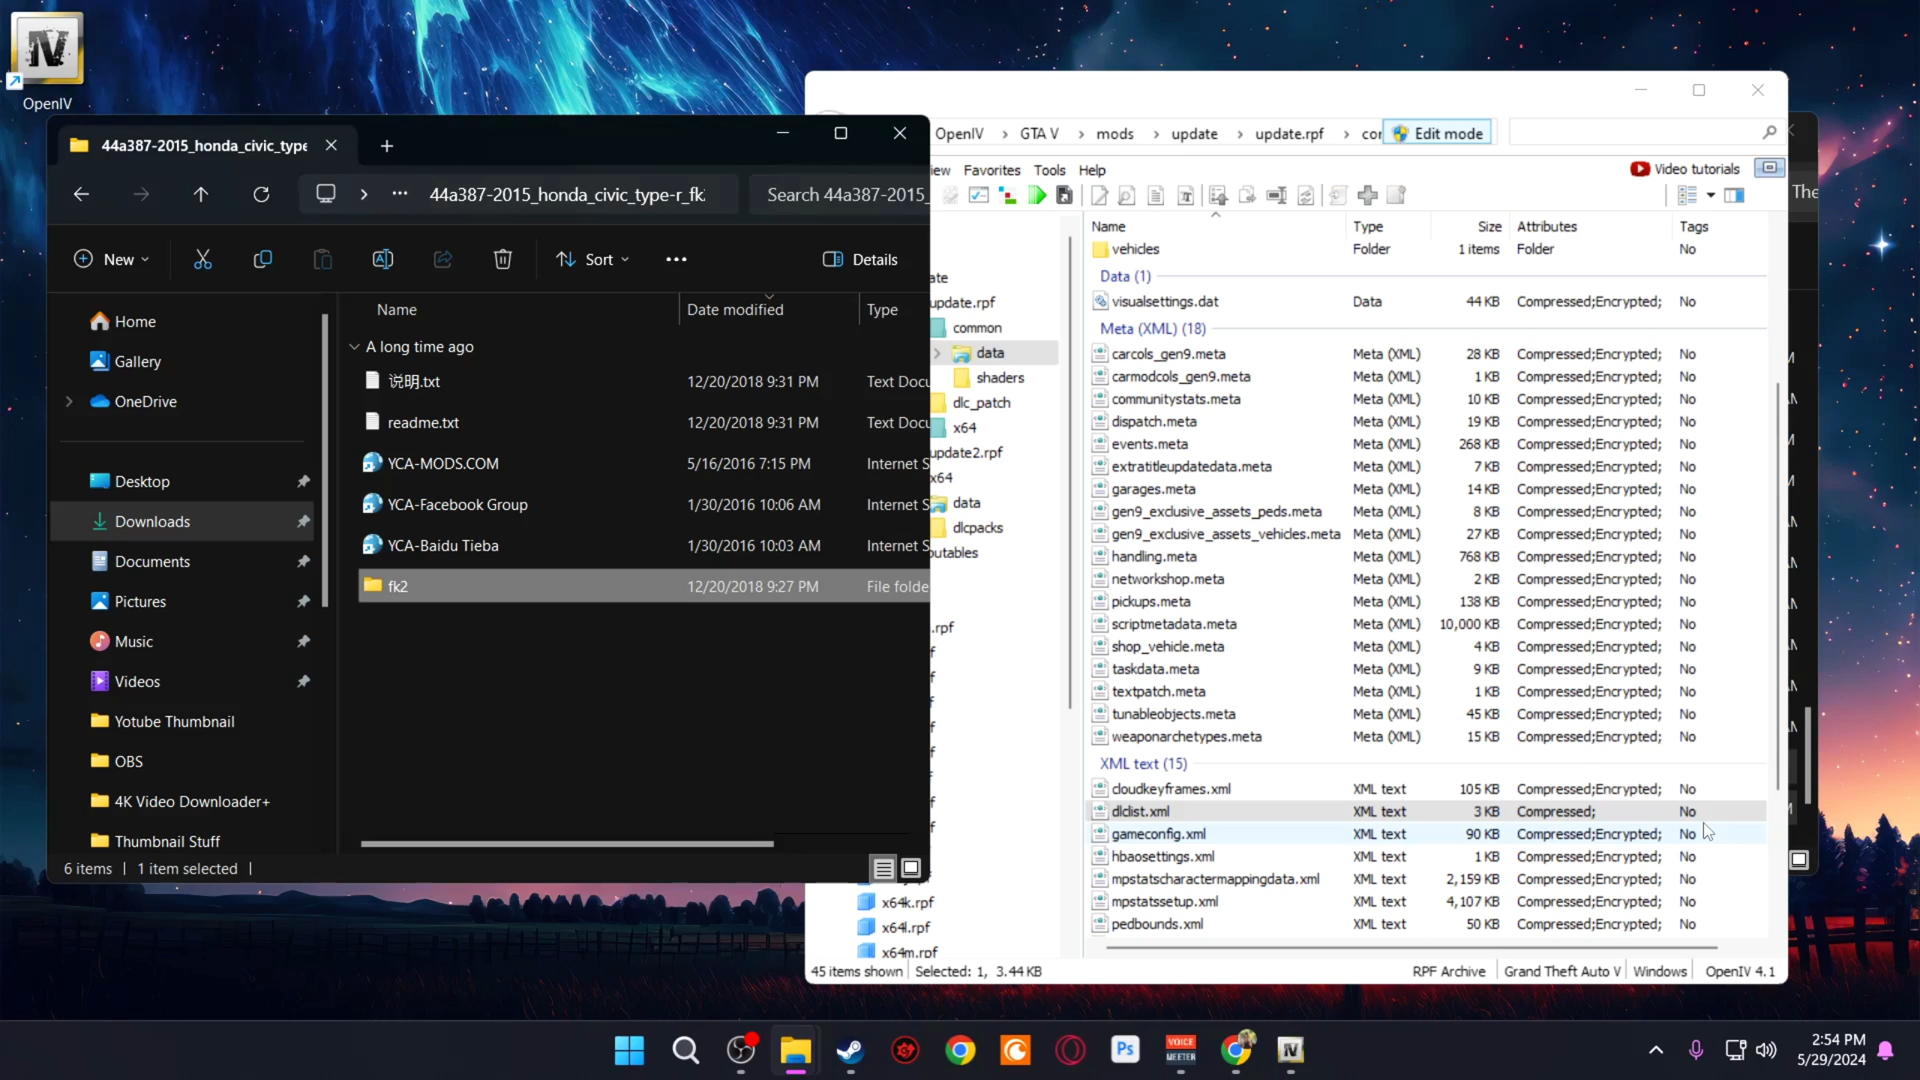 OpenIV
44a387-2015_honda_civic_type
44a387-2015_honda_civic_type-r_fk
Search 44a387-2015_
New
Sort
Details
Home
Gallery
OneDrive
Desktop
Downloads
Documents
Pictures
Music
Videos
Yotube Thumbnail
OBS
4K Video Downloader+
Thumbnail Stuff
Name Date modified Type
A long time ago
说明.txt 12/20/2018 9:31 PM Text Docu
readme.txt 12/20/2018 9:31 PM Text Docu
YCA-MODS.COM 5/16/2016 7:15 PM Internet S
YCA-Facebook Group 1/30/2016 10:06 AM Internet S
YCA-Baidu Tieba 1/30/2016 10:03 AM Internet S
fk2 12/20/2018 9:27 PM File folde
6 items 1 item selected
OpenIV GTA V mods update update.rpf cor Edit mode
iew Favorites Tools Help
Video tutorials
The
ate
update.rpf
common
data
shaders
dlc_patch
x64
update2.rpf
x64
data
dlcpacks
outables
.rpf
x64k.rpf
x64l.rpf
x64m.rpf
Name Type Size Attributes Tags
vehicles Folder 1 items Folder No
Data (1)
visualsettings.dat Data 44 KB Compressed;Encrypted; No
Meta (XML) (18)
carcols_gen9.meta Meta (XML) 28 KB Compressed;Encrypted; No
carmodcols_gen9.meta Meta (XML) 1 KB Compressed;Encrypted; No
communitystats.meta Meta (XML) 10 KB Compressed;Encrypted; No
dispatch.meta Meta (XML) 19 KB Compressed;Encrypted; No
events.meta Meta (XML) 268 KB Compressed;Encrypted; No
extratitleupdatedata.meta Meta (XML) 7 KB Compressed;Encrypted; No
garages.meta Meta (XML) 14 KB Compressed;Encrypted; No
gen9_exclusive_assets_peds.meta Meta (XML) 8 KB Compressed;Encrypted; No
gen9_exclusive_assets_vehicles.meta Meta (XML) 27 KB Compressed;Encrypted; No
handling.meta Meta (XML) 768 KB Compressed;Encrypted; No
networkshop.meta Meta (XML) 2 KB Compressed;Encrypted; No
pickups.meta Meta (XML) 138 KB Compressed;Encrypted; No
scriptmetadata.meta Meta (XML) 10,000 KB Compressed;Encrypted; No
shop_vehicle.meta Meta (XML) 4 KB Compressed;Encrypted; No
taskdata.meta Meta (XML) 9 KB Compressed;Encrypted; No
textpatch.meta Meta (XML) 1 KB Compressed;Encrypted; No
tunableobjects.meta Meta (XML) 45 KB Compressed;Encrypted; No
weaponarchetypes.meta Meta (XML) 15 KB Compressed;Encrypted; No
XML text (15)
cloudkeyframes.xml XML text 105 KB Compressed;Encrypted; No
dlclist.xml XML text 3 KB Compressed; No
gameconfig.xml XML text 90 KB Compressed;Encrypted; No
hbaosettings.xml XML text 1 KB Compressed;Encrypted; No
mpstatscharactermappingdata.xml XML text 2,159 KB Compressed;Encrypted; No
mpstatssetup.xml XML text 4,107 KB Compressed;Encrypted; No
pedbounds.xml XML text 50 KB Compressed;Encrypted; No
45 items shown Selected: 1, 3.44 KB RPF Archive Grand Theft Auto V Windows OpenIV 4.1
Ps
VOICE
MEETER
2:54 PM
5/29/2024